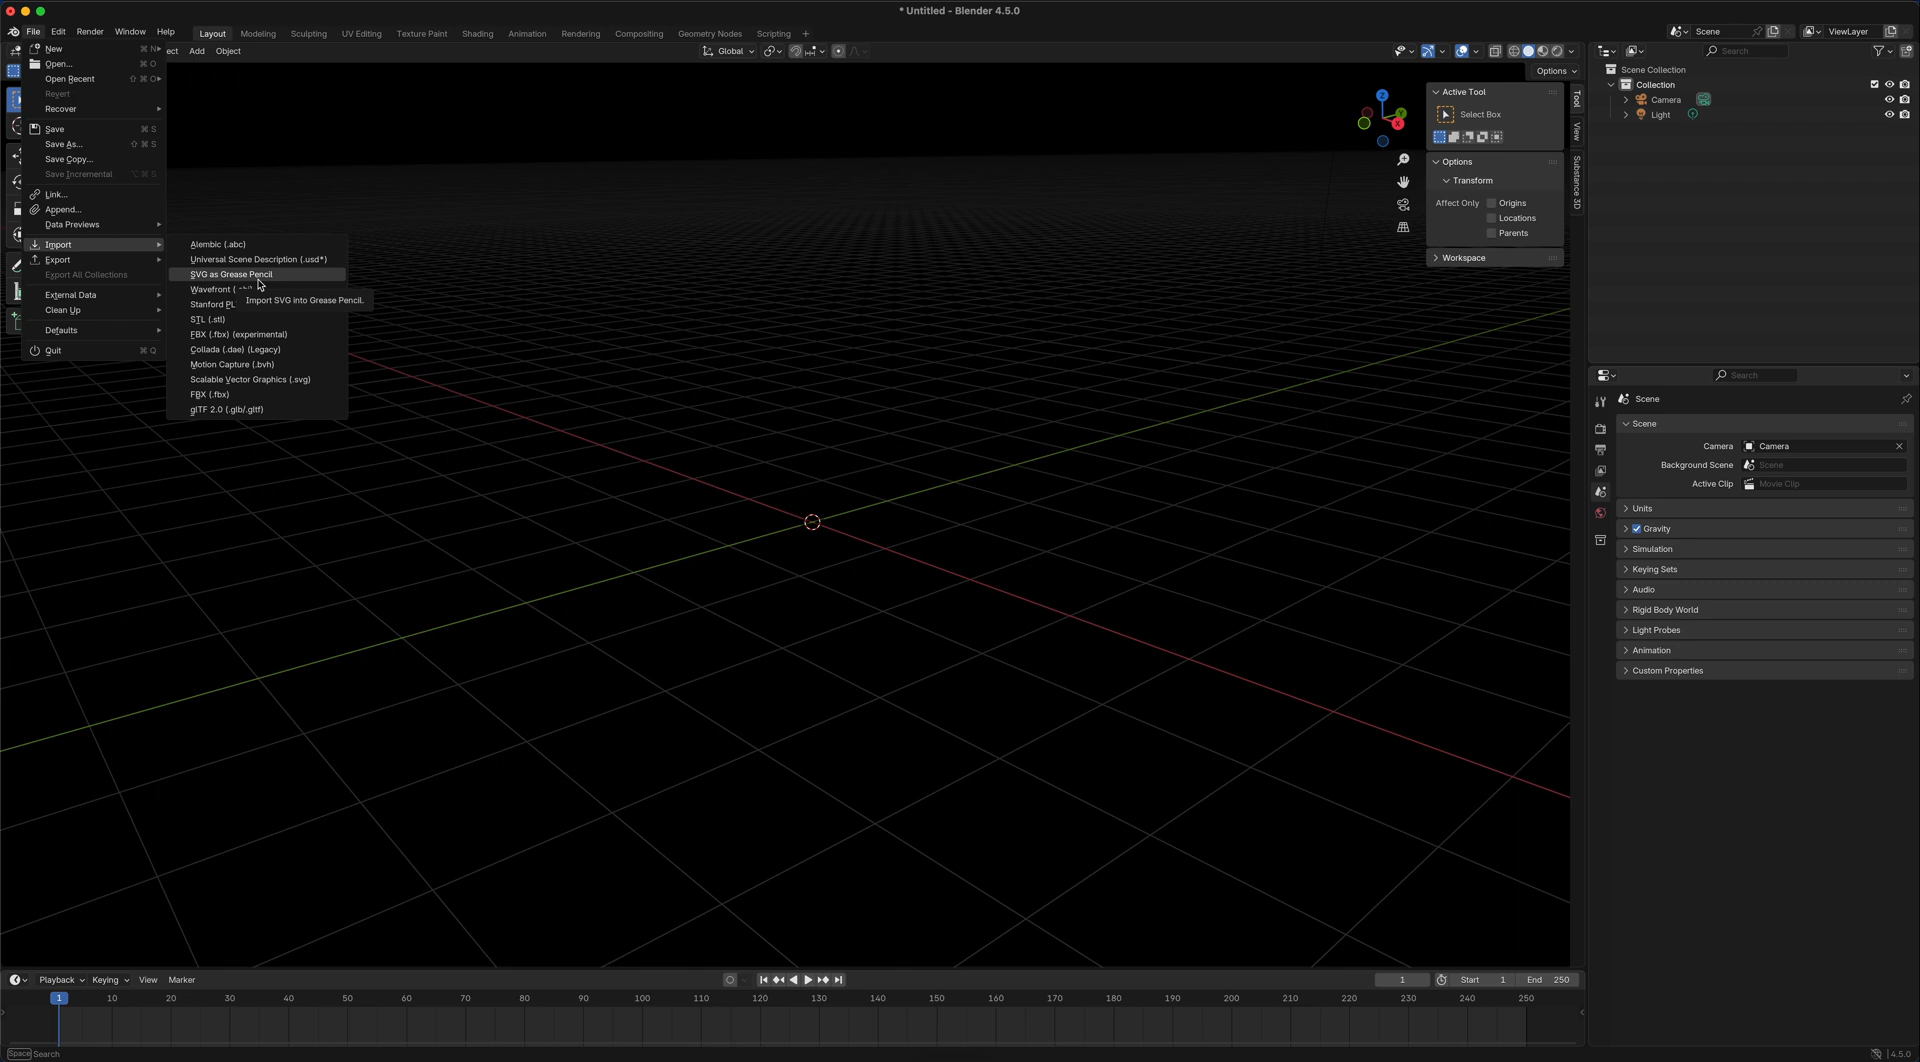 * Untitled - Blender 4.5.0
File Edit Render Window Help
Layout Modeling Sculpting UV Editing Texture Paint Shading Animation Rendering Compositing Geometry Nodes Scripting +
Scene
ViewLayer
Add Object
Global
Search
Options
New ⌘ N
Open... ⌘ O
Open Recent ⇧ ⌘ O
Revert
Recover
Save ⌘ S
Save As... ⇧ ⌘ S
Save Copy...
Save Incremental ⌥ ⌘ S
Link...
Append...
Data Previews
Import
Export
Export All Collections
External Data
Clean Up
Defaults
Quit ⌘ Q
Alembic (.abc)
Universal Scene Description (.usd*)
SVG as Grease Pencil
Wavefront (
Import SVG into Grease Pencil.
Stanford PL
STL (.stl)
FBX (.fbx) (experimental)
Collada (.dae) (Legacy)
Motion Capture (.bvh)
Scalable Vector Graphics (.svg)
FBX (.fbx)
glTF 2.0 (.glb/.gltf)
Z
Y
X
Active Tool
Select Box
Options
Transform
Affect Only Origins
Locations
Parents
Workspace
Tool
View
Substance 3D
Scene Collection
Collection
Camera
Light
Search
Scene
Scene
Camera Camera
Background Scene Scene
Active Clip Movie Clip
Units
Gravity
Simulation
Keying Sets
Audio
Rigid Body World
Light Probes
Animation
Custom Properties
Playback Keying View Marker
1 Start 1 End 250
1 10 20 30 40 50 60 70 80 90 100 110 120 130 140 150 160 170 180 190 200 210 220 230 240 250
Space Search
4.5.0